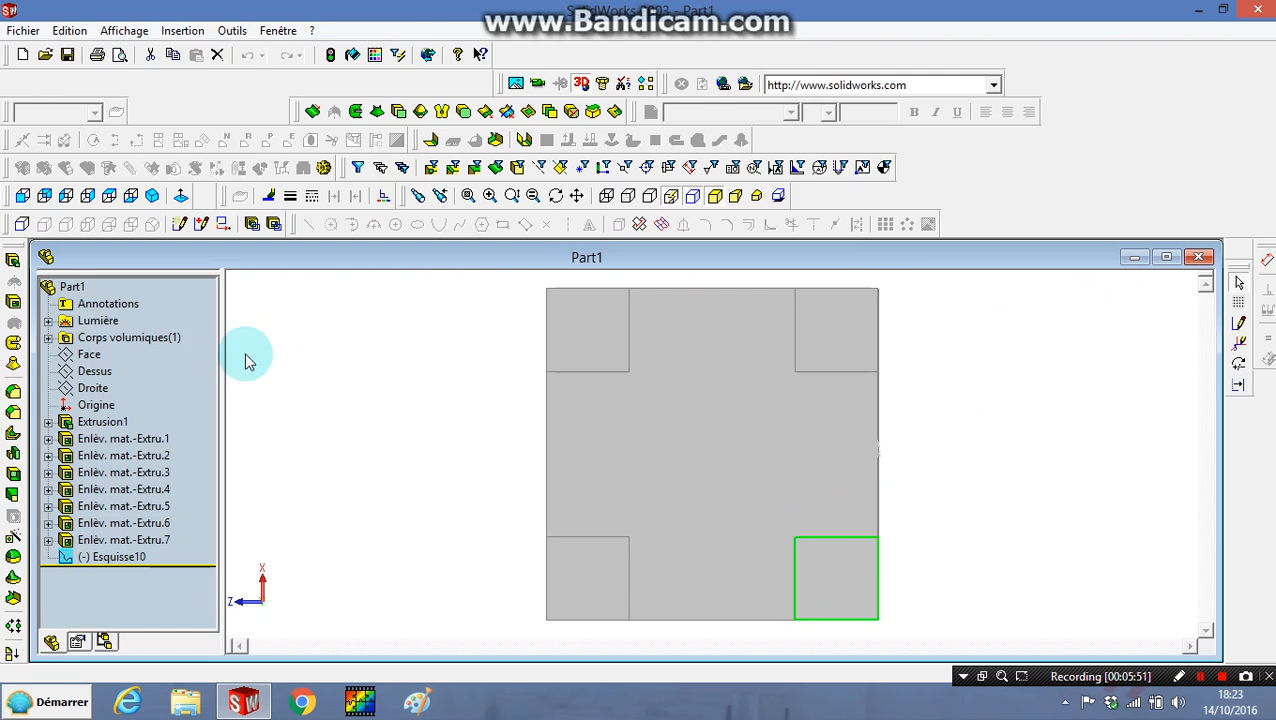 SolidWorks 2003 - Part1
www.Bandicam.com
Fichier Edition Affichage Insertion Outils Fenêtre ?
http://www.solidworks.com
Part1
Part1
Annotations
Lumière
Corps volumiques(1)
Face
Dessus
Droite
Origine
Extrusion1
Enlèv. mat.-Extru.1
Enlèv. mat.-Extru.2
Enlèv. mat.-Extru.3
Enlèv. mat.-Extru.4
Enlèv. mat.-Extru.5
Enlèv. mat.-Extru.6
Enlèv. mat.-Extru.7
(-) Esquisse10
X
Z
Recording [00:05:51]
Démarrer
18:23
14/10/2016